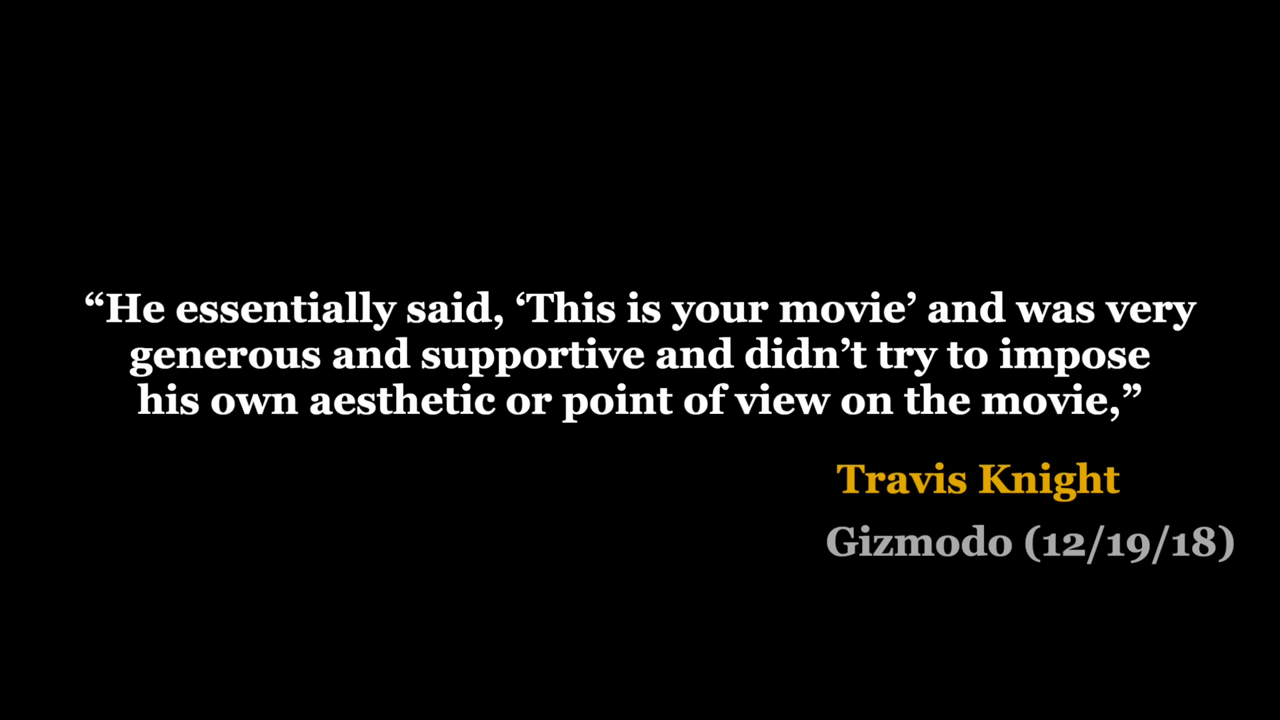 “He essentially said, ‘This is your movie’ and was very
generous and supportive and didn’t try to impose
his own aesthetic or point of view on the movie,”
Travis Knight
Gizmodo (12/19/18)